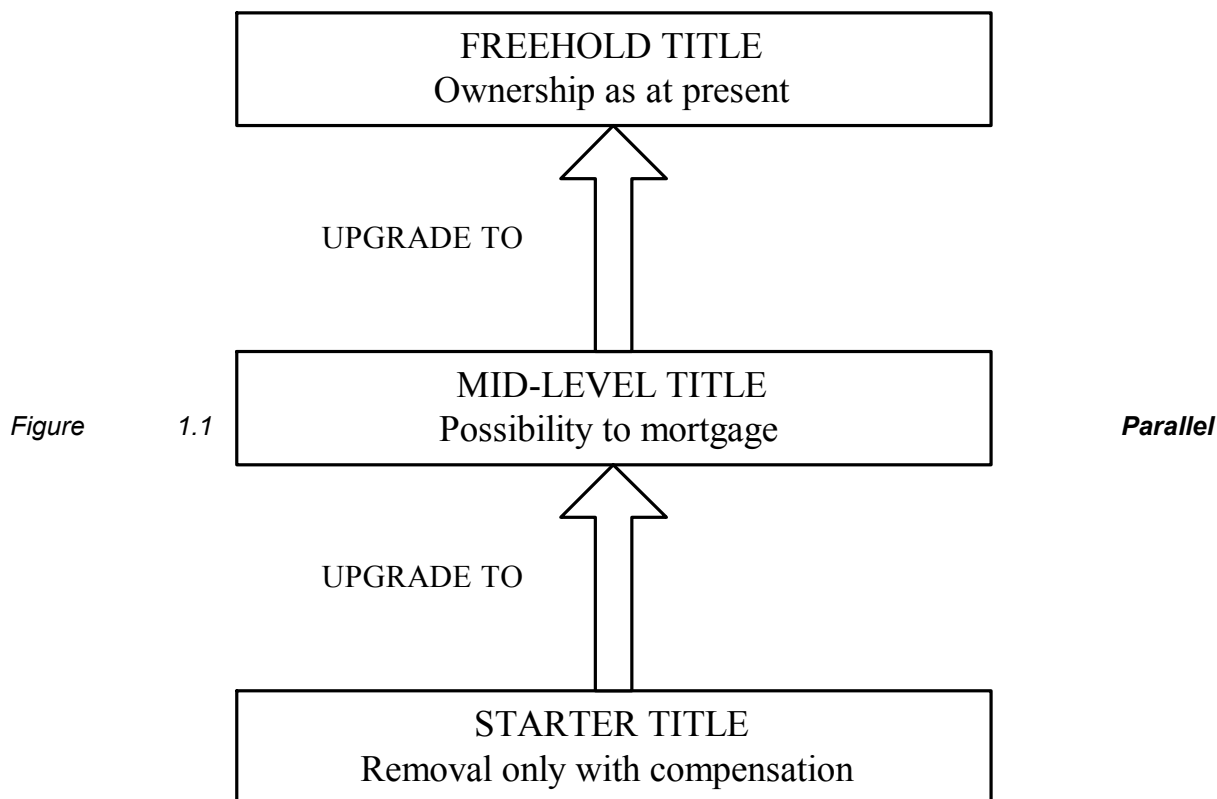 FREEHOLD TITLE
Ownership as at present
UPGRADE TO
MID-LEVEL TITLE
Possibility to mortgage
Figure 1.1 Parallel
UPGRADE TO
STARTER TITLE
Removal only with compensation